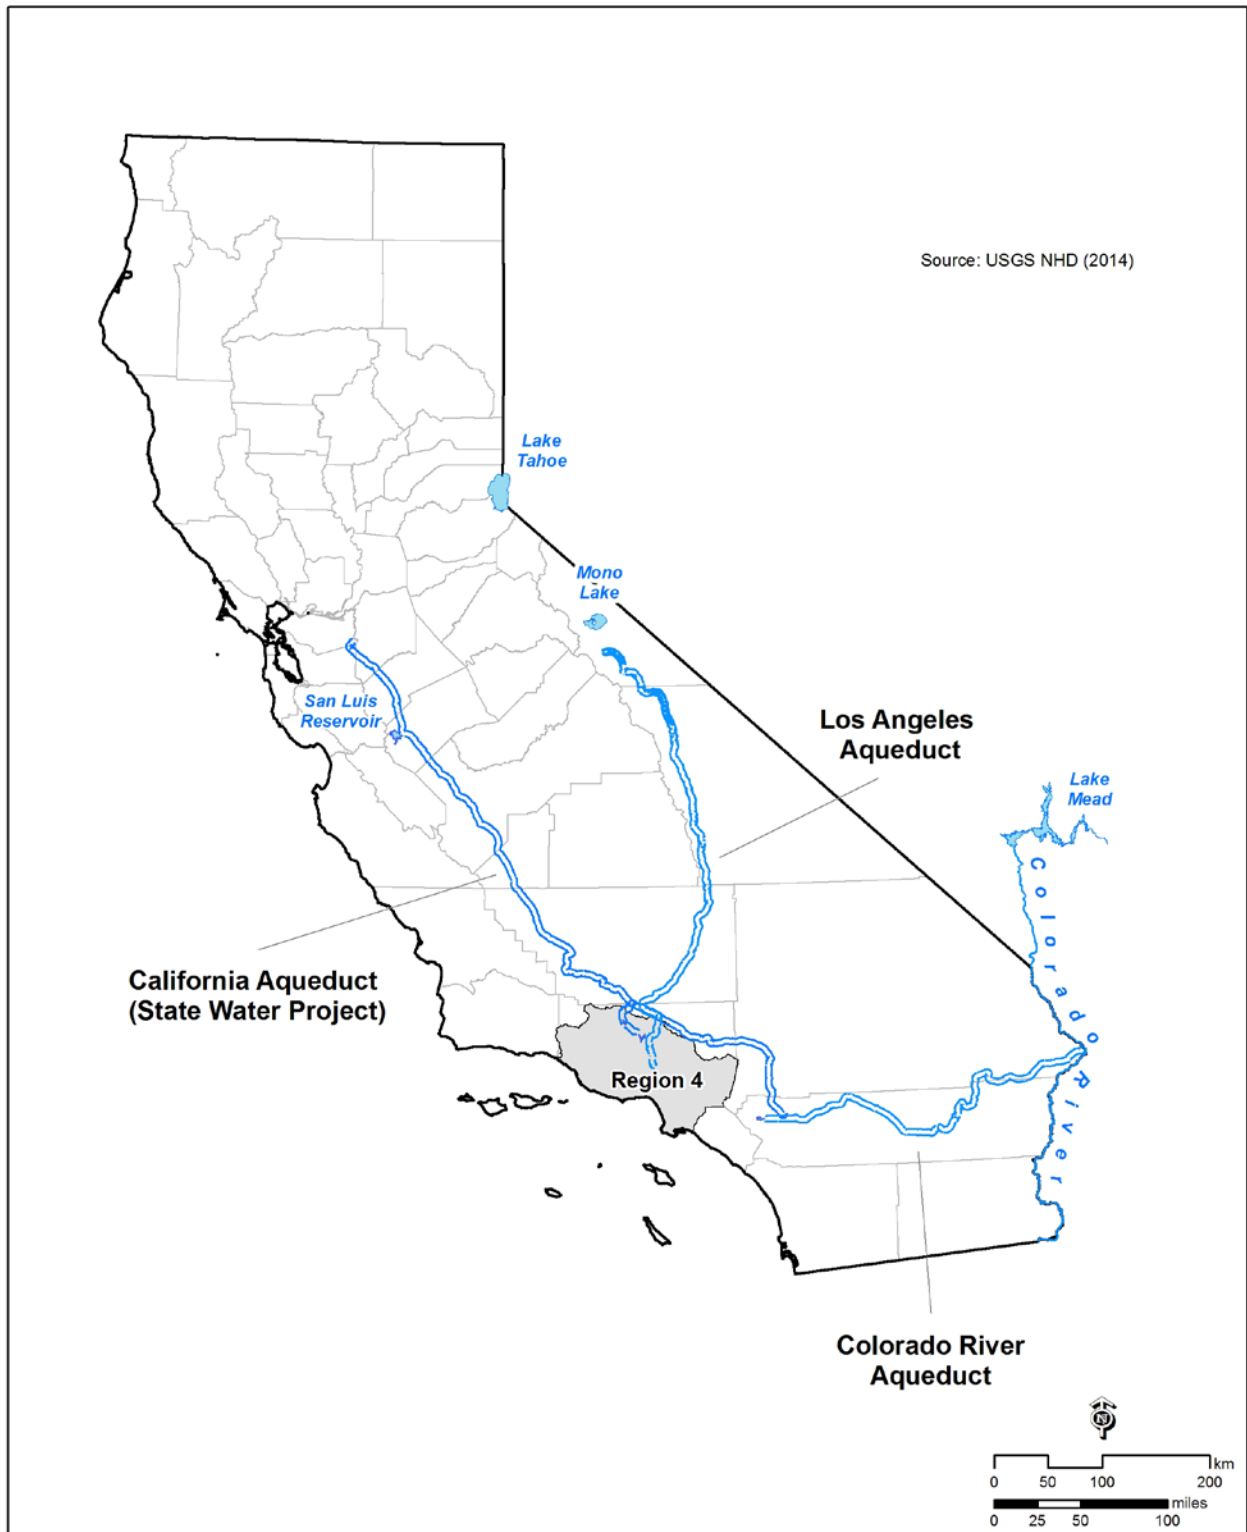 Source: USGS NHD (2014)
Lake
Tahoe
Mono
Lake
San Luis
Reservoir
Los Angeles
Aqueduct
Lake
Mead
Colorado River
California Aqueduct
(State Water Project)
Region 4
Colorado River
Aqueduct
N
km
0 50 100 200
miles
0 25 50 100